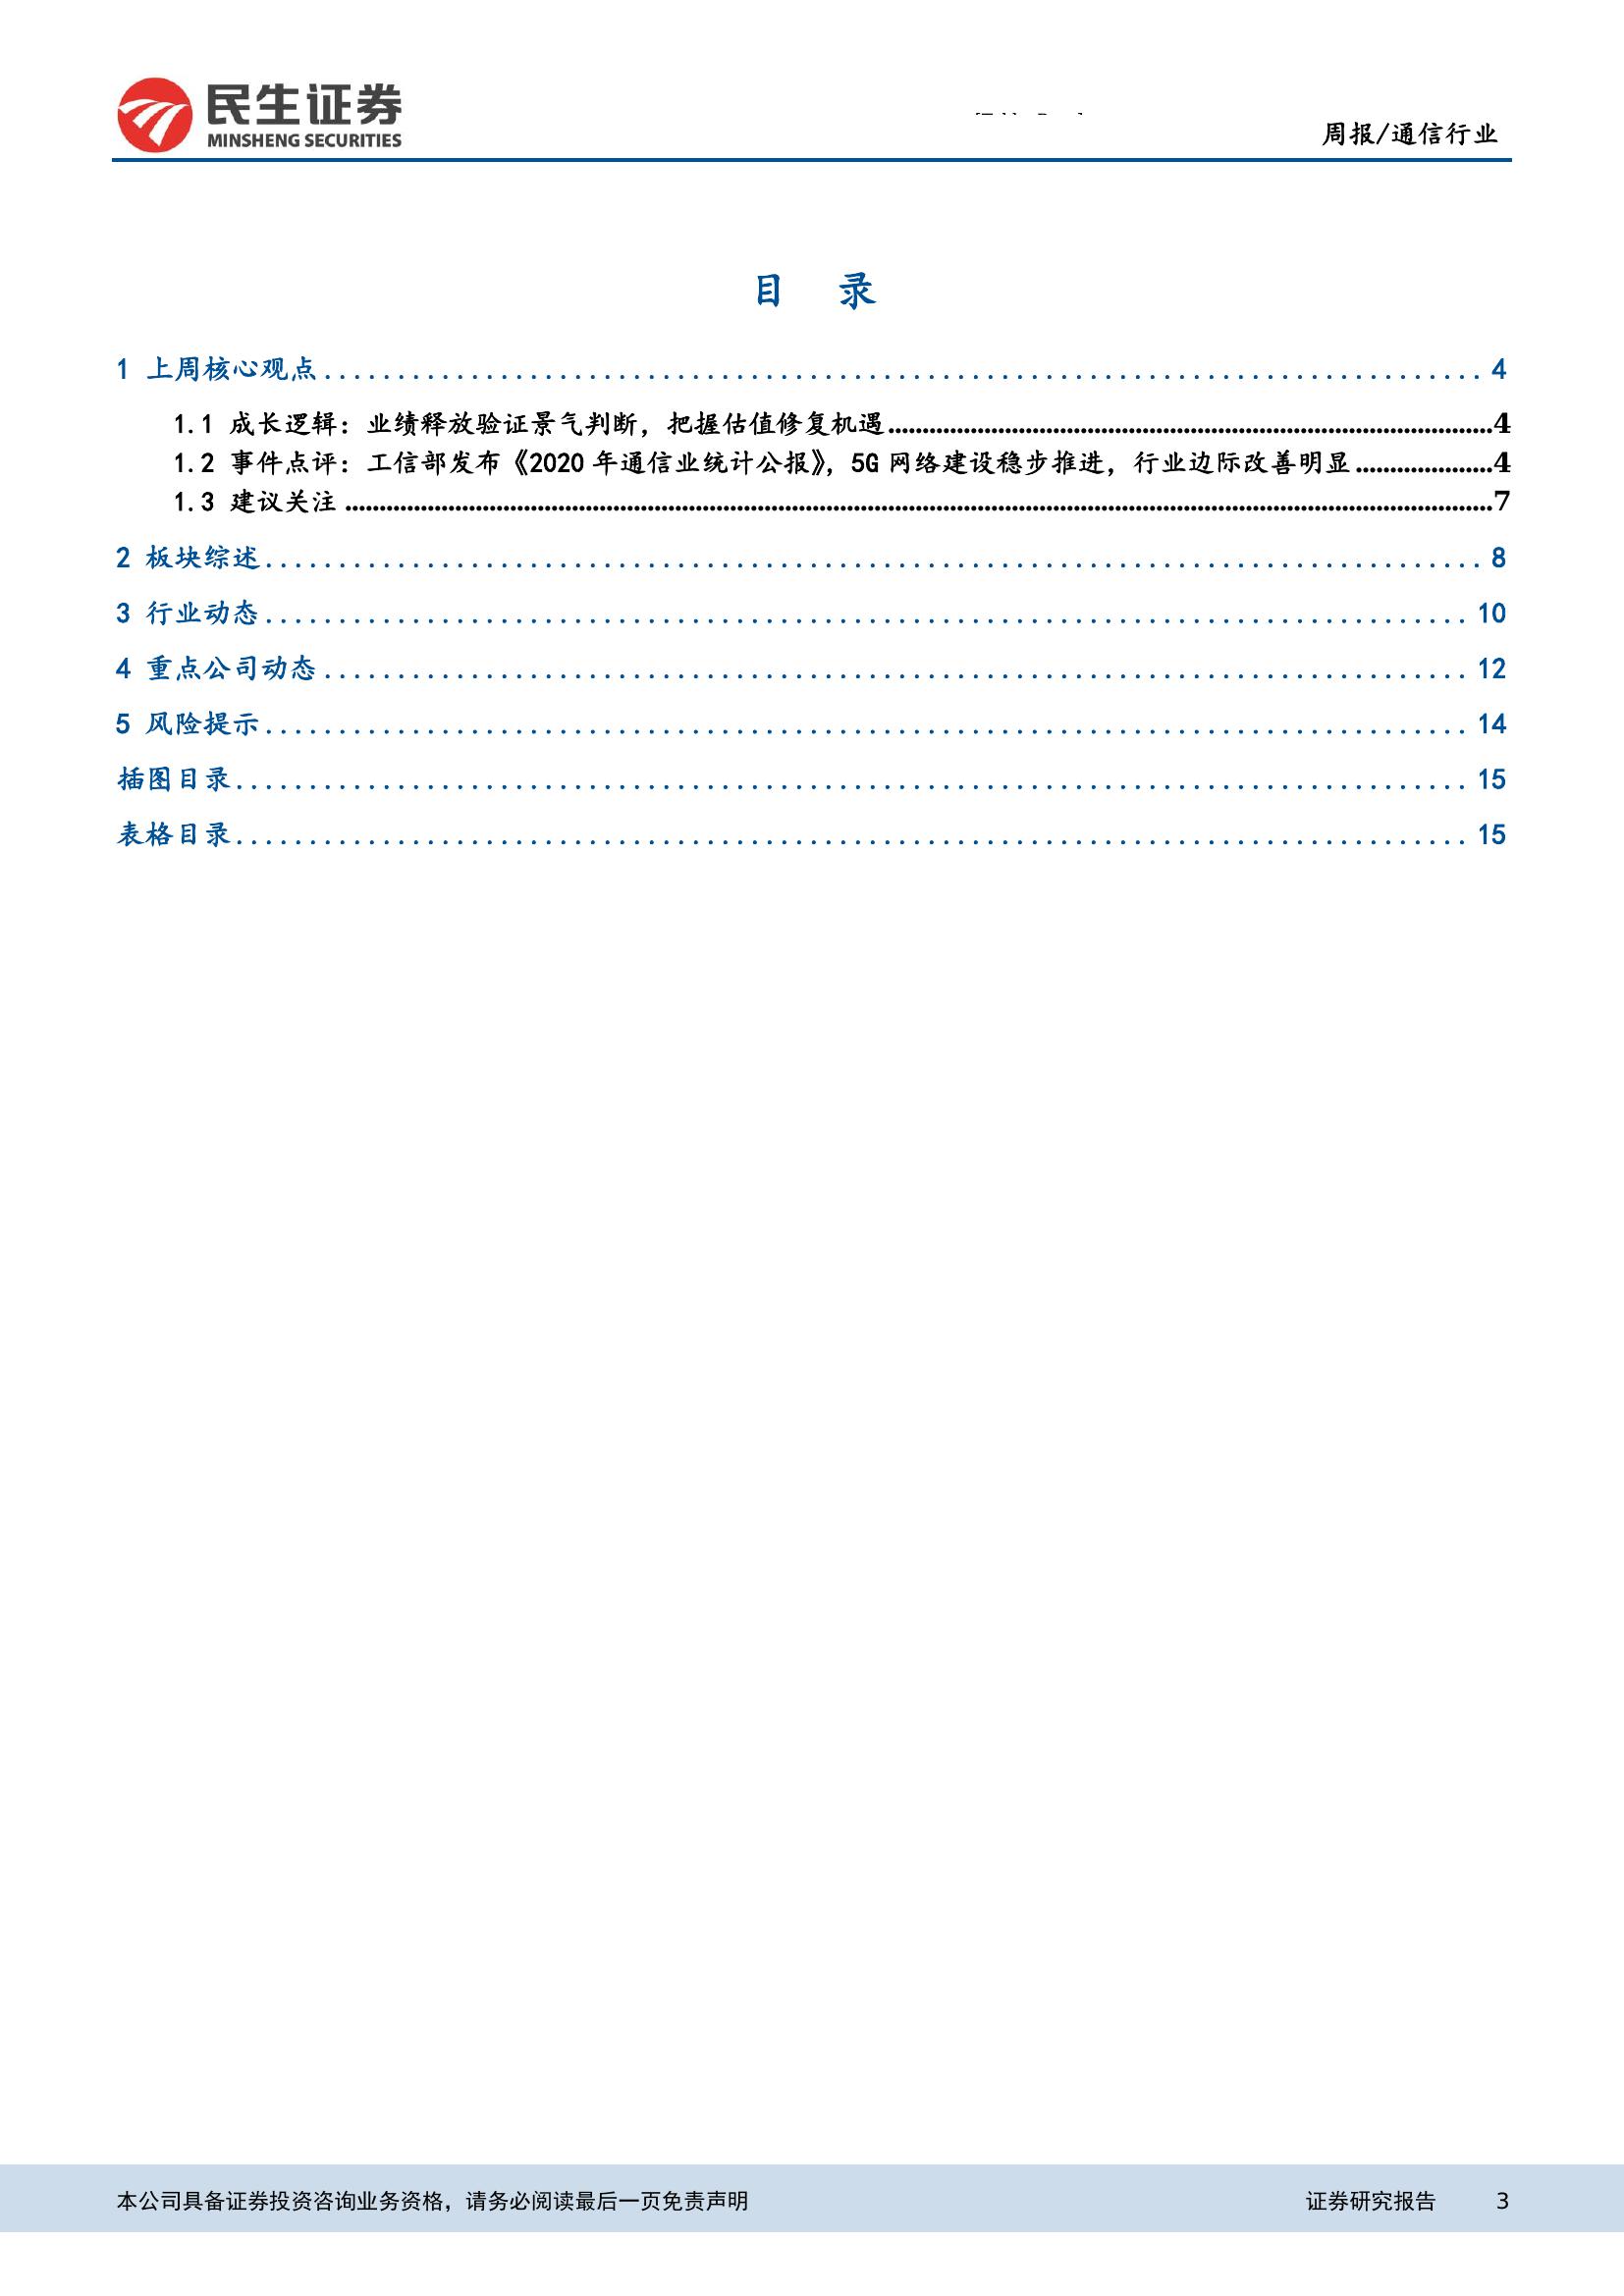 民生证券
MINSHENG SECURITIES
周报/通信行业
目 录
1 上周核心观点 4
1.1 成长逻辑：业绩释放验证景气判断，把握估值修复机遇 4
1.2 事件点评：工信部发布《2020 年通信业统计公报》，5G 网络建设稳步推进，行业边际改善明显 4
1.3 建议关注 7
2 板块综述 8
3 行业动态 10
4 重点公司动态 12
5 风险提示 14
插图目录 15
表格目录 15
本公司具备证券投资咨询业务资格，请务必阅读最后一页免责声明 证券研究报告 3